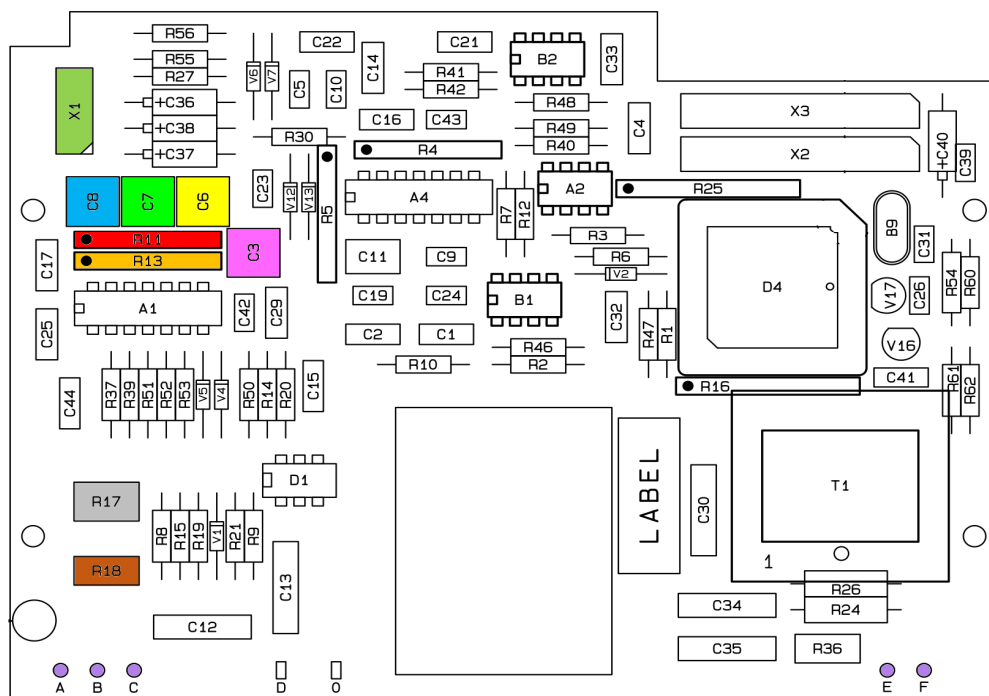 R56
C22
C21
B2
C33
R55
R27
V6
V7
C5
C10
C14
R41
R42
X1
+C36
+C38
+C37
R48
R49
R40
C4
X3
X2
+C40
C39
R30
C16
C43
R4
C8
C7
C6
C23
V12
V13
R5
A4
R7
R12
A2
R25
R11
R13
C3
C17
C11
C9
R3
R6
V2
B9
C31
D4
V17
C26
R54
R60
A1
C42
C29
C19
C24
B1
C32
R47
R1
C25
C2
C1
R46
R2
R10
V16
C41
R61
R62
R16
C44
R37
R39
R51
R52
R53
V5
V4
R50
R14
R20
C15
D1
LABEL
C30
T1
1
R17
R18
R8
R15
R19
V1
R21
R9
C13
C12
R26
R24
C34
C35
R36
A
B
C
D
O
E
F